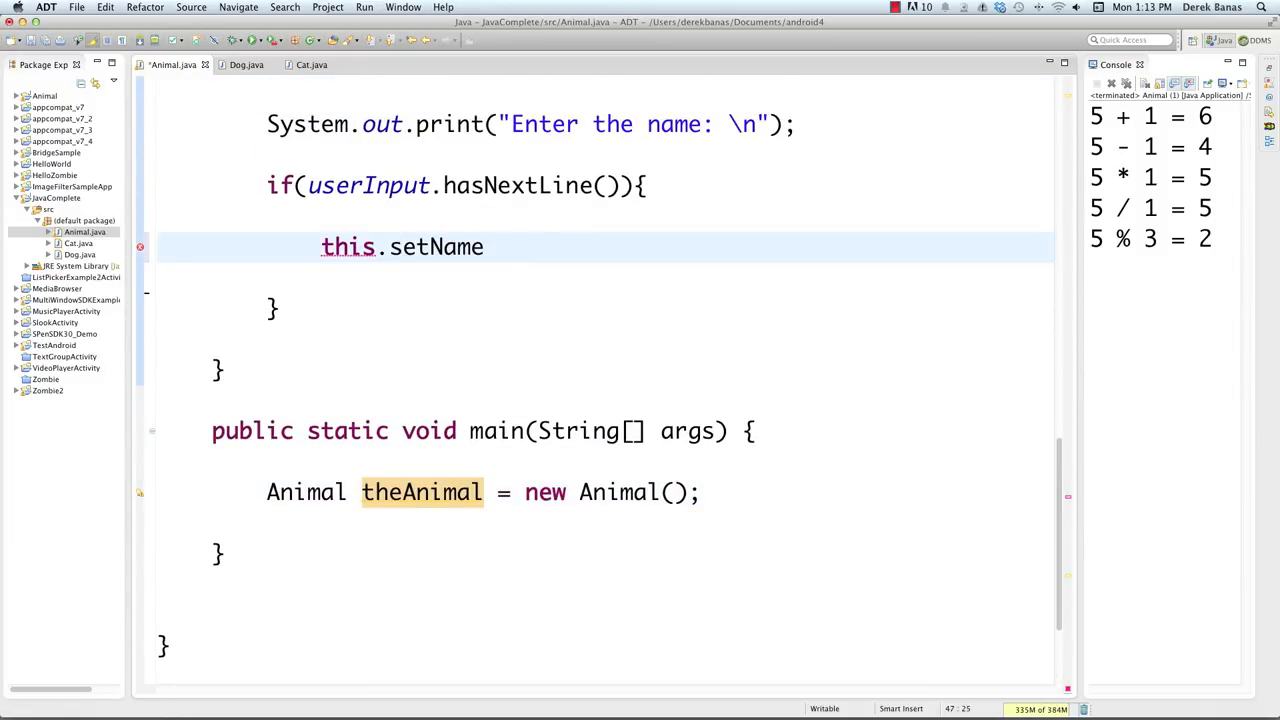 ADT File Edit Refactor Source Navigate Search Project Run Window Help 10 Mon 1:13 PM Derek Banas
Java - JavaComplete/src/Animal.java - ADT - /Users/derekbanas/Documents/android4
Quick Access Java DDMS
Package Exp
Animal
appcompat_v7
appcompat_v7_2
appcompat_v7_3
appcompat_v7_4
BridgeSample
HelloWorld
HelloZombie
ImageFilterSampleApp
JavaComplete
src
(default package)
Animal.java
Cat.java
Dog.java
JRE System Library [Ja
ListPickerExample2Activi
MediaBrowser
MultiWindowSDKExample
MusicPlayerActivity
SlookActivity
SPenSDK30_Demo
TestAndroid
TextGroupActivity
VideoPlayerActivity
Zombie
Zombie2
*Animal.java Dog.java Cat.java
System.out.print("Enter the name: \n");
if(userInput.hasNextLine()){
this.setName
}
}
public static void main(String[] args) {
Animal theAnimal = new Animal();
}
}
Console
<terminated> Animal (1) [Java Application] /S
5 + 1 = 6
5 - 1 = 4
5 * 1 = 5
5 / 1 = 5
5 % 3 = 2
Writable Smart Insert 47 : 25 335M of 384M